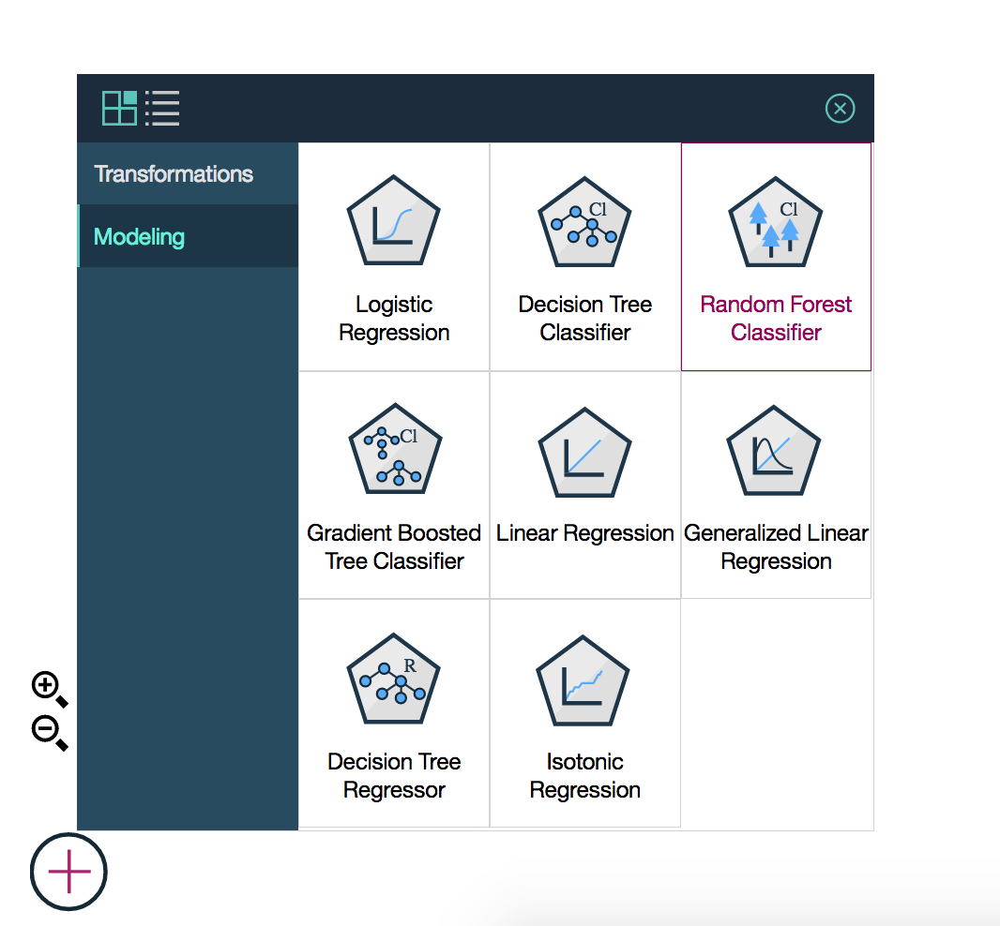 Transformations
Modeling
Logistic
Regression
Cl
Decision Tree
Classifier
Cl
Random Forest
Classifier
Cl
Gradient Boosted
Tree Classifier
Linear Regression
Generalized Linear
Regression
R
Decision Tree
Regressor
Isotonic
Regression